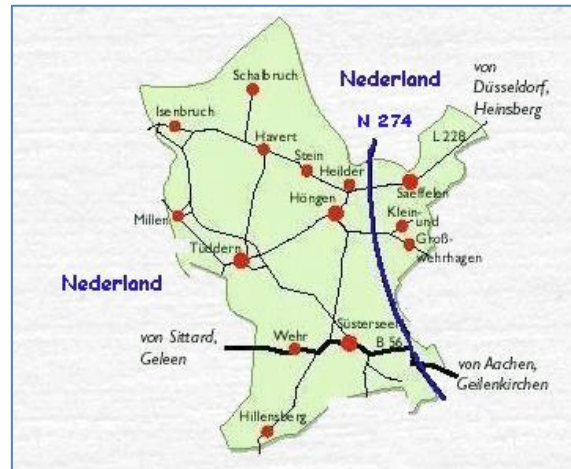 Schalbruch
Nederland
von
Düsseldorf,
Heinsberg
Isenbruch
N 274
L 228
Havert
Stein
Heilder
Saeffelen
Höngen
Klein-
und
Groß-
wehrhagen
Millen
Tüddern
Nederland
von Sittard,
Geleen
Wehr
Süsterseel
B 56
von Aachen,
Geilenkirchen
Hillensberg